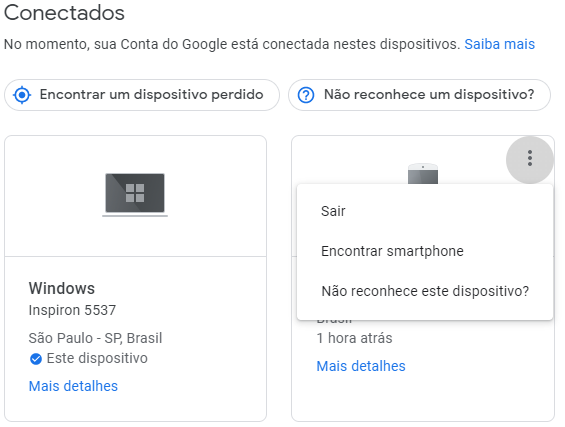 Conectados
No momento, sua Conta do Google está conectada nestes dispositivos. Saiba mais
Encontrar um dispositivo perdido
Não reconhece um dispositivo?
Windows
Inspiron 5537
São Paulo - SP, Brasil
Este dispositivo
Mais detalhes
Sair
Encontrar smartphone
Não reconhece este dispositivo?
Brasil
1 hora atrás
Mais detalhes